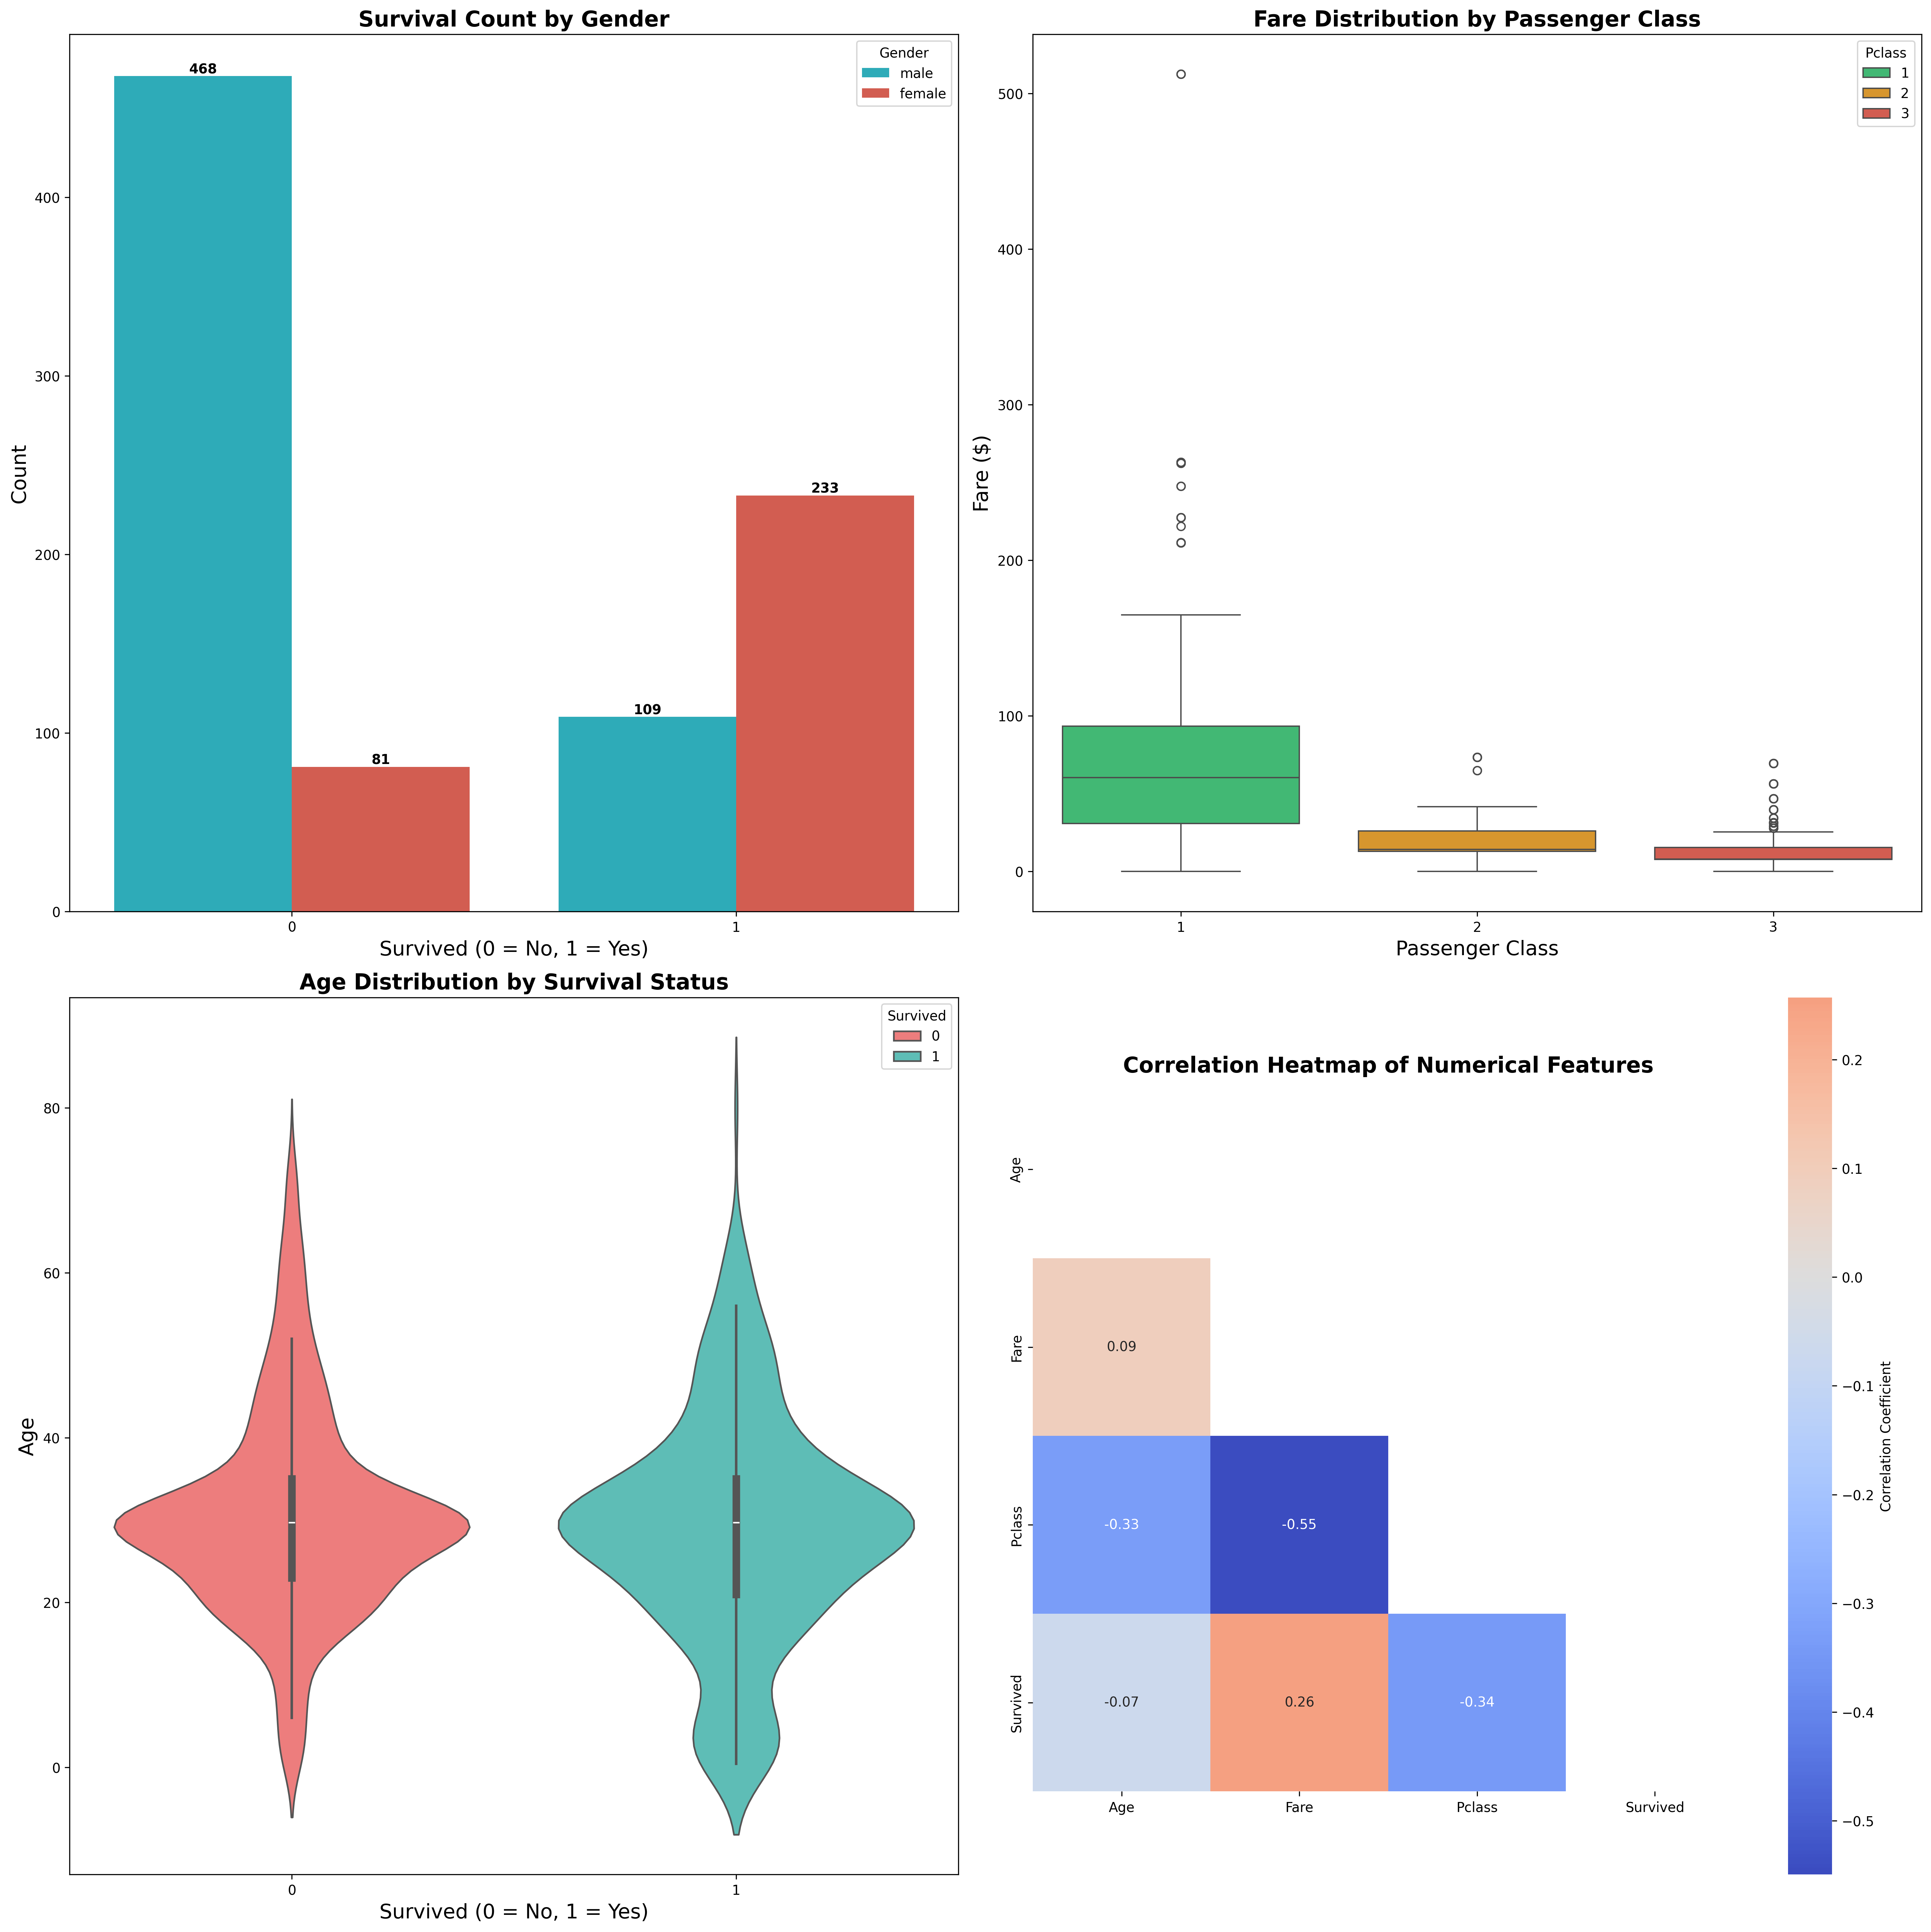 Survival Count by Gender
Gender
male
female
468
81
109
233
400
300
200
100
0
Count
0
1
Survived (0 = No, 1 = Yes)
Fare Distribution by Passenger Class
Pclass
1
2
3
500
400
300
200
100
0
Fare ($)
1
2
3
Passenger Class
Age Distribution by Survival Status
Survived
0
1
80
60
40
20
0
Age
0
1
Survived (0 = No, 1 = Yes)
Correlation Heatmap of Numerical Features
Age
Fare
Pclass
Survived
0.09
-0.33
-0.55
-0.07
0.26
-0.34
Age
Fare
Pclass
Survived
0.2
0.1
0.0
−0.1
−0.2
−0.3
−0.4
−0.5
Correlation Coefficient